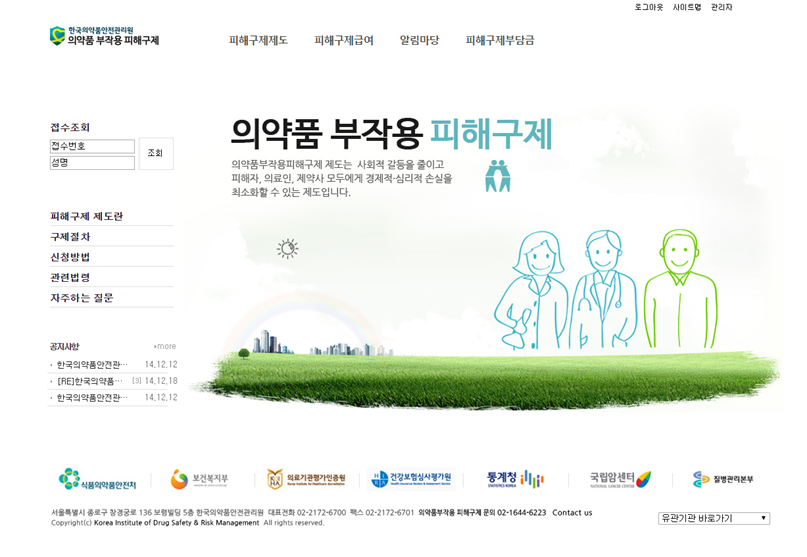 로그아웃 사이트맵 관리자
한국의약품안전관리원
의약품 부작용 피해구제
피해구제제도 피해구제급여 알림마당 피해구제부담금
접수조회
접수번호
성명
조회
의약품 부작용 피해구제
의약품부작용피해구제 제도는 사회적 갈등을 줄이고
피해자, 의료인, 제약사 모두에게 경제적·심리적 손실을
최소화할 수 있는 제도입니다.
피해구제 제도란
구제절차
신청방법
관련법령
자주하는 질문
공지사항 more
· 한국의약품안전관··· 14,12,12
· [RE]한국의약품··· [3] 14,12,18
· 한국의약품안전관··· 14,12,12
식품의약품안전처
보건복지부
의료기관평가인증원
Korea Institute for Healthcare Accreditation
건강보험심사평가원
Health Insurance Review & Assessment Service
통계청
STATISTICS KOREA
국립암센터
NATIONAL CANCER CENTER
질병관리본부
서울특별시 종로구 창경궁로 136 보령빌딩 5층 한국의약품안전관리원 대표전화 02-2172-6700 팩스 02-2172-6701 의약품부작용 피해구제 문의 02-1644-6223 Contact us
Copyright(c) Korea Institute of Drug Safety & Risk Management All rights reserved.
유관기관 바로가기